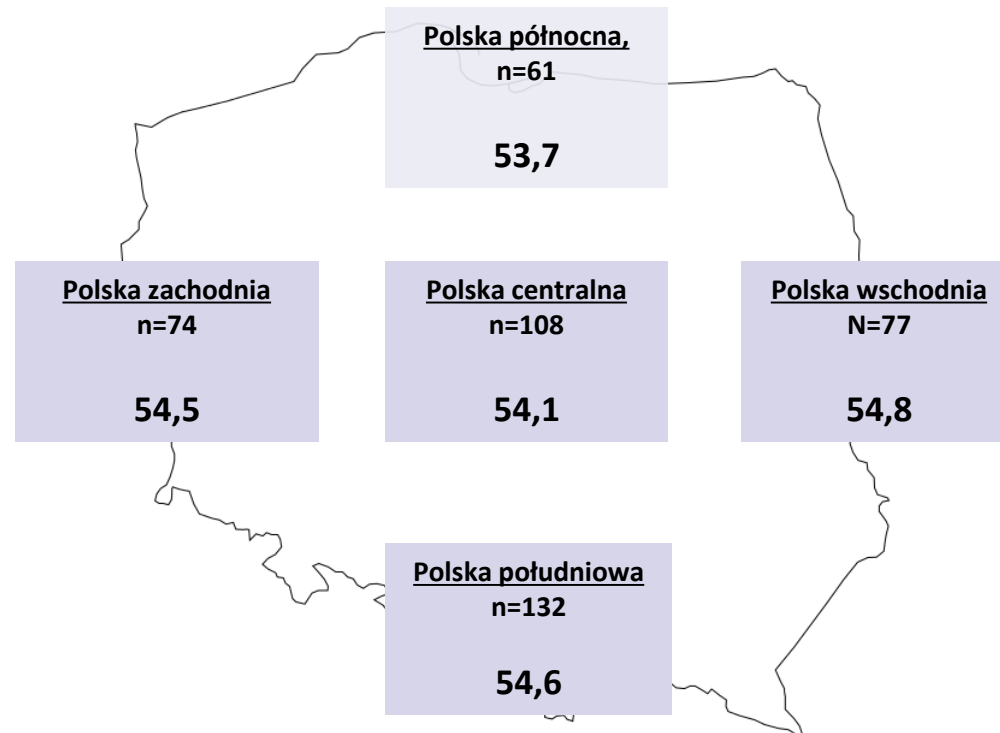 Polska północna,
n=61
53,7
Polska zachodnia
n=74
54,5
Polska centralna
n=108
54,1
Polska wschodnia
N=77
54,8
Polska południowa
n=132
54,6